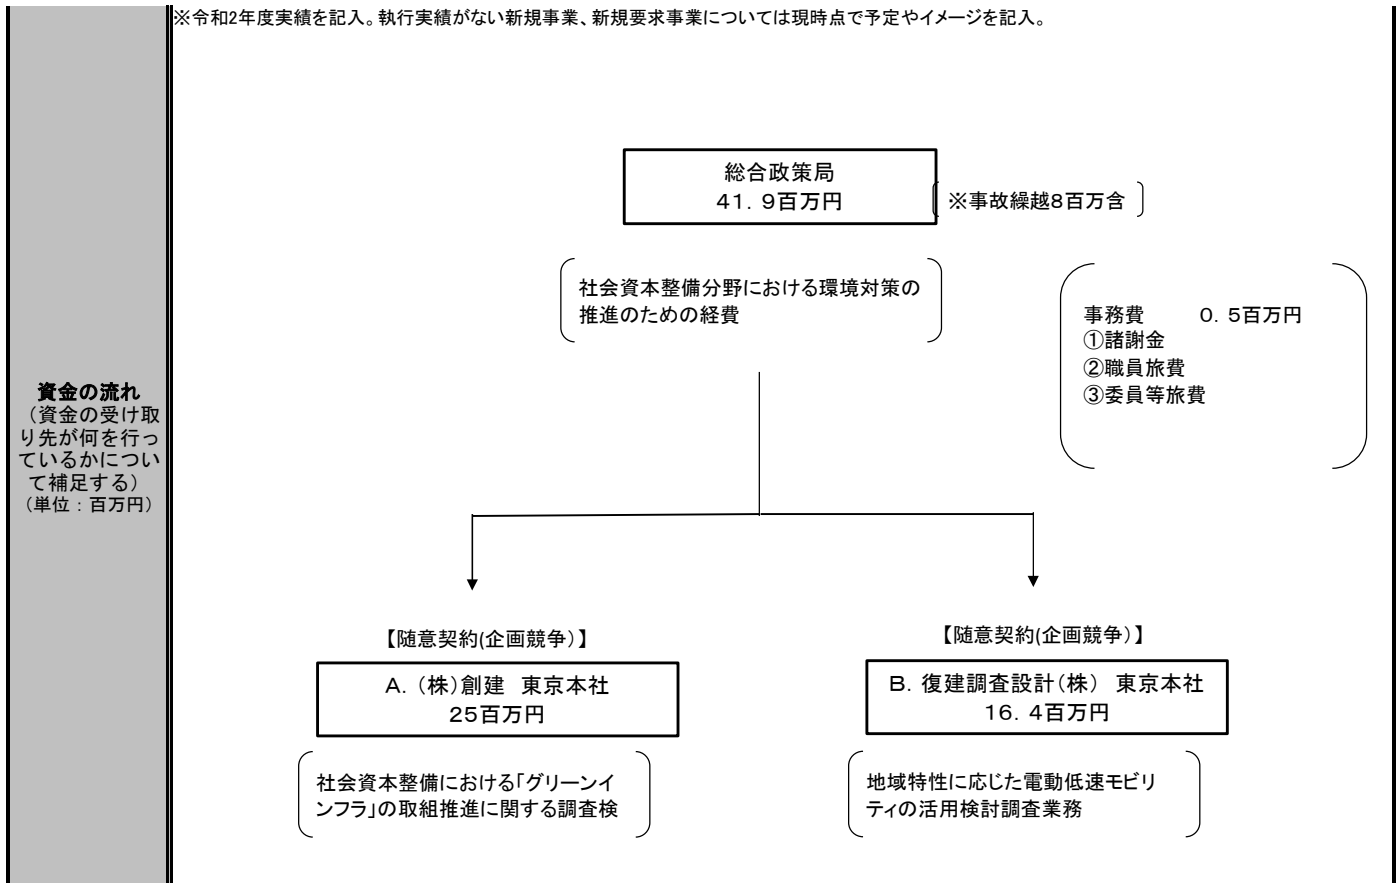 ※令和2年度実績を記入。執行実績がない新規事業、新規要求事業については現時点で予定やイメージを記入。
総合政策局
41．9百万円
※事故繰越8百万含
社会資本整備分野における環境対策の
推進のための経費
事務費　　　0．5百万円
①諸謝金
②職員旅費
③委員等旅費
資金の流れ
（資金の受け取
り先が何を行っ
ているかについ
て補足する）
（単位：百万円）
【随意契約(企画競争)】
A．（株）創建　東京本社
25百万円
社会資本整備における「グリーンイ
ンフラ」の取組推進に関する調査検
【随意契約(企画競争)】
B．復建調査設計（株）　東京本社
16．4百万円
地域特性に応じた電動低速モビリ
ティの活用検討調査業務